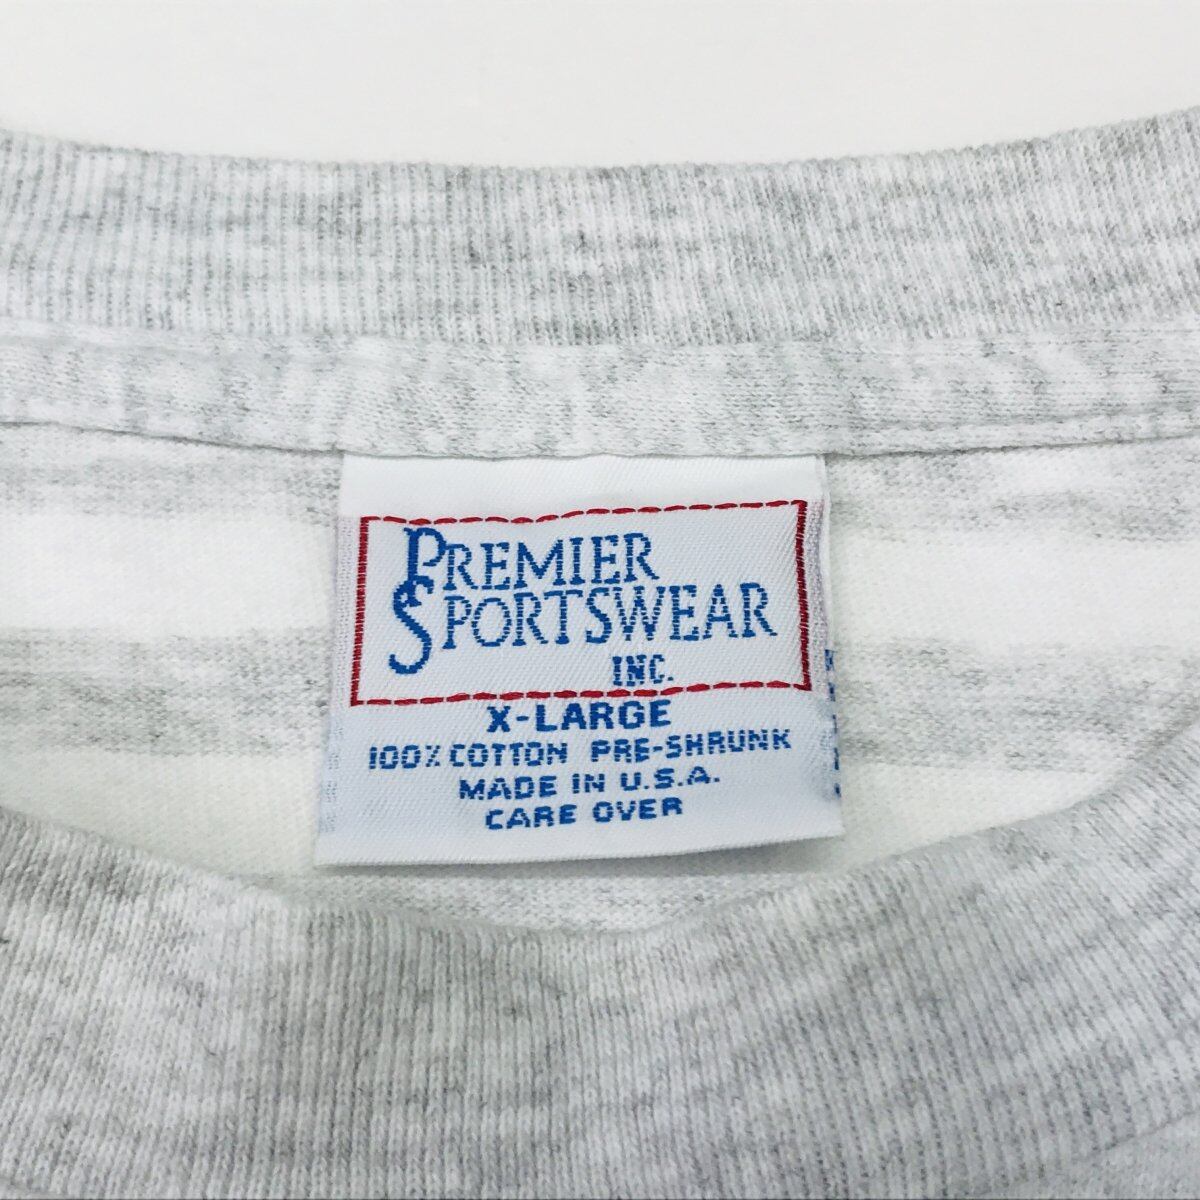 PREMIER
SPORTSWEAR
INC.
X-LARGE
100% COTTON PRE-SHRUNK
MADE IN U.S.A.
CARE OVER